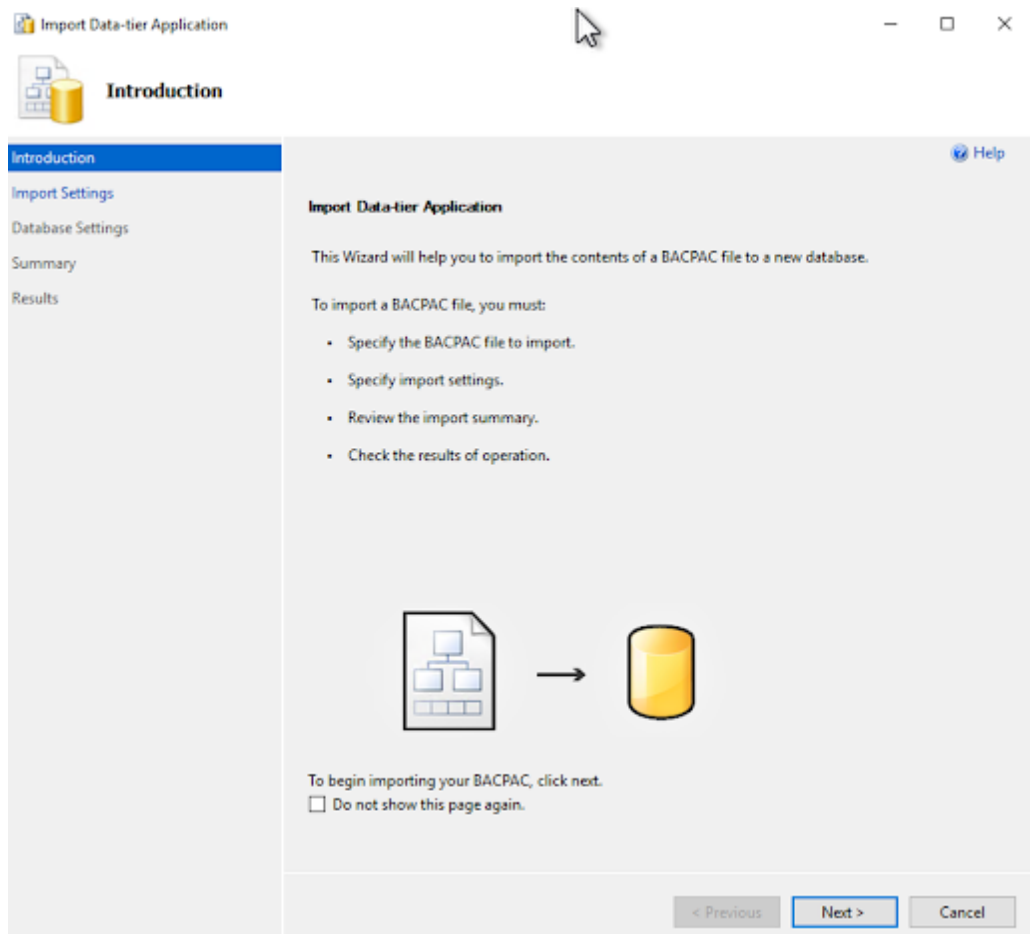 Import Data-tier Application
Introduction
Introduction
Import Settings
Database Settings
Summary
Results
Help
Import Data-tier Application
This Wizard will help you to import the contents of a BACPAC file to a new database.
To import a BACPAC file, you must:
• Specify the BACPAC file to import.
• Specify import settings.
• Review the import summary.
• Check the results of operation.
To begin importing your BACPAC, click next.
Do not show this page again.
< Previous
Next >
Cancel